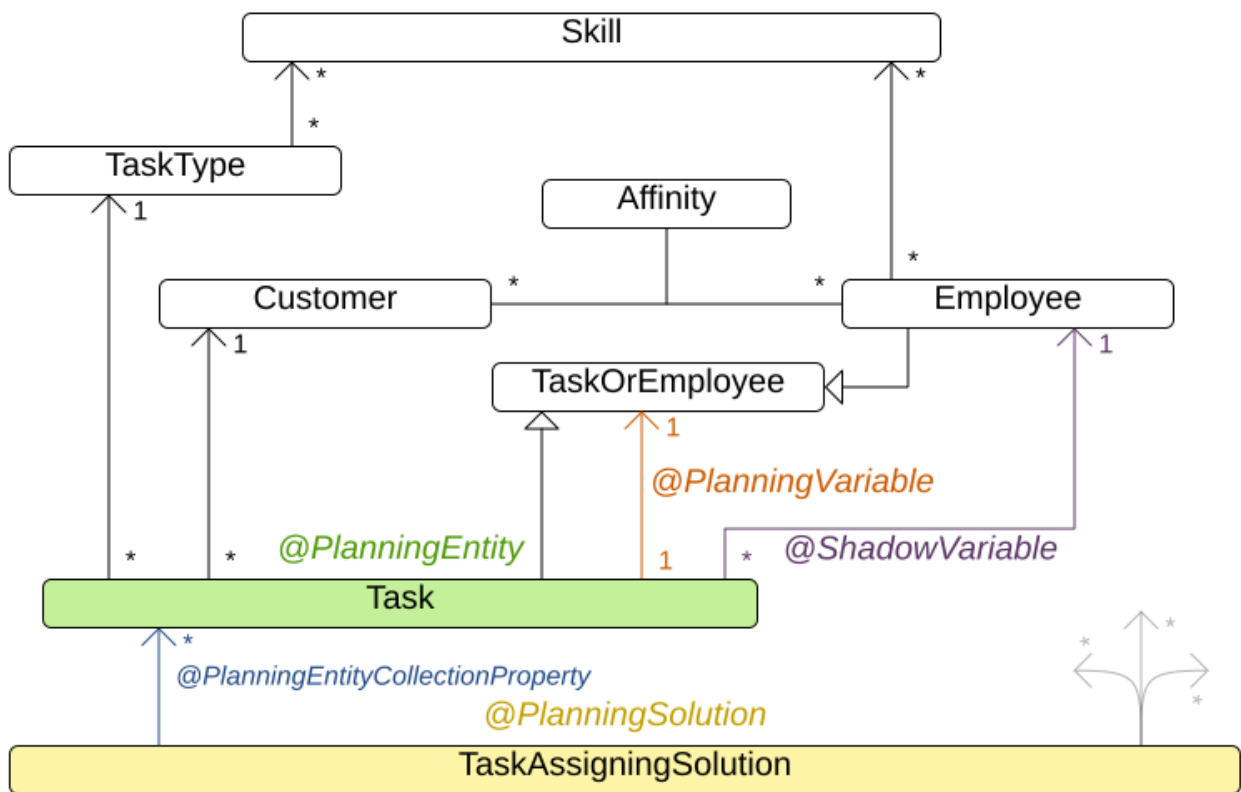 Skill
*
*
*
TaskType
1
Affinity
*
Customer
*
*
Employee
1
1
TaskOrEmployee
1
@PlanningVariable
*
*
@PlanningEntity
1
*
@ShadowVariable
Task
*
@PlanningEntityCollectionProperty
*
*
*
@PlanningSolution
TaskAssigningSolution